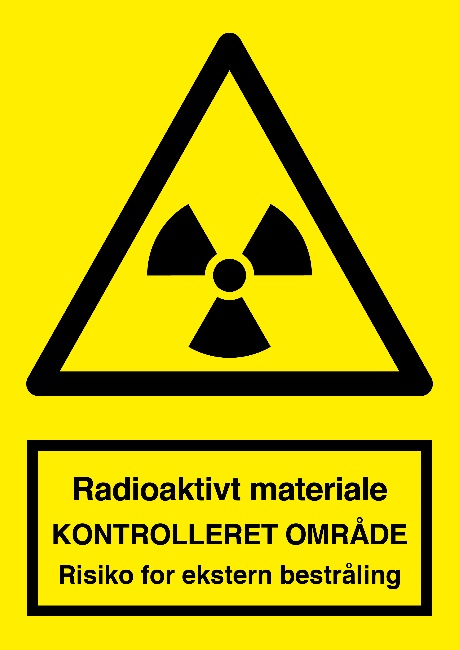 Radioaktivt materiale
KONTROLLERET OMRÅDE
Risiko for ekstern bestråling